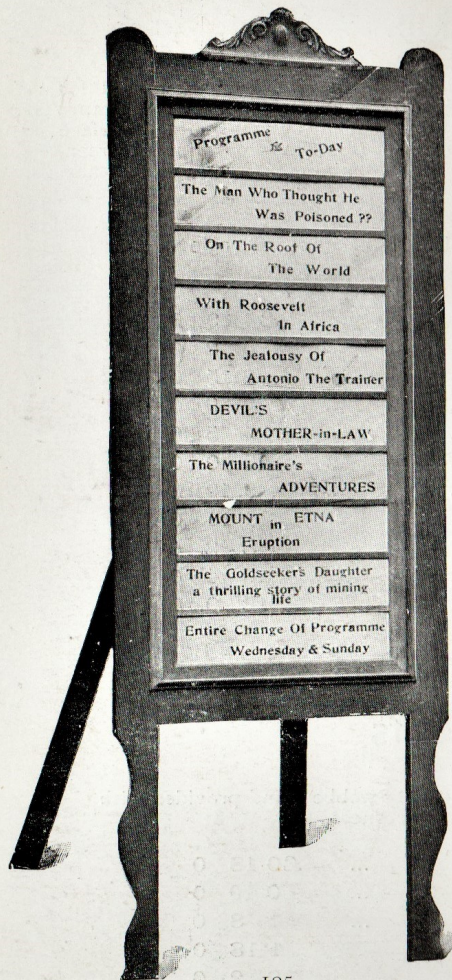 Programme for To-Day
The Man Who Thought He
Was Poisoned ??
On The Roof Of
The World
With Roosevelt
In Africa
The Jealousy Of
Antonio The Trainer
DEVIL'S
MOTHER-in-LAW
The Millionaire's
ADVENTURES
MOUNT in ETNA
Eruption
The Goldseeker's Daughter
a thrilling story of mining
life
Entire Change Of Programme
Wednesday & Sunday